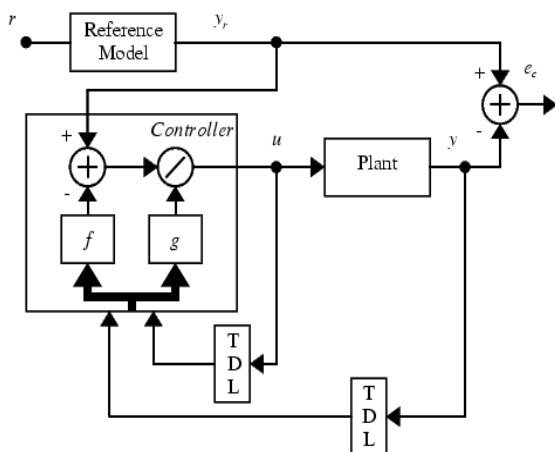 r
Reference
Model
y_r
+
-
+
e_c
+
-
Controller
+
u
Plant
y
f
g
T
D
L
T
D
L